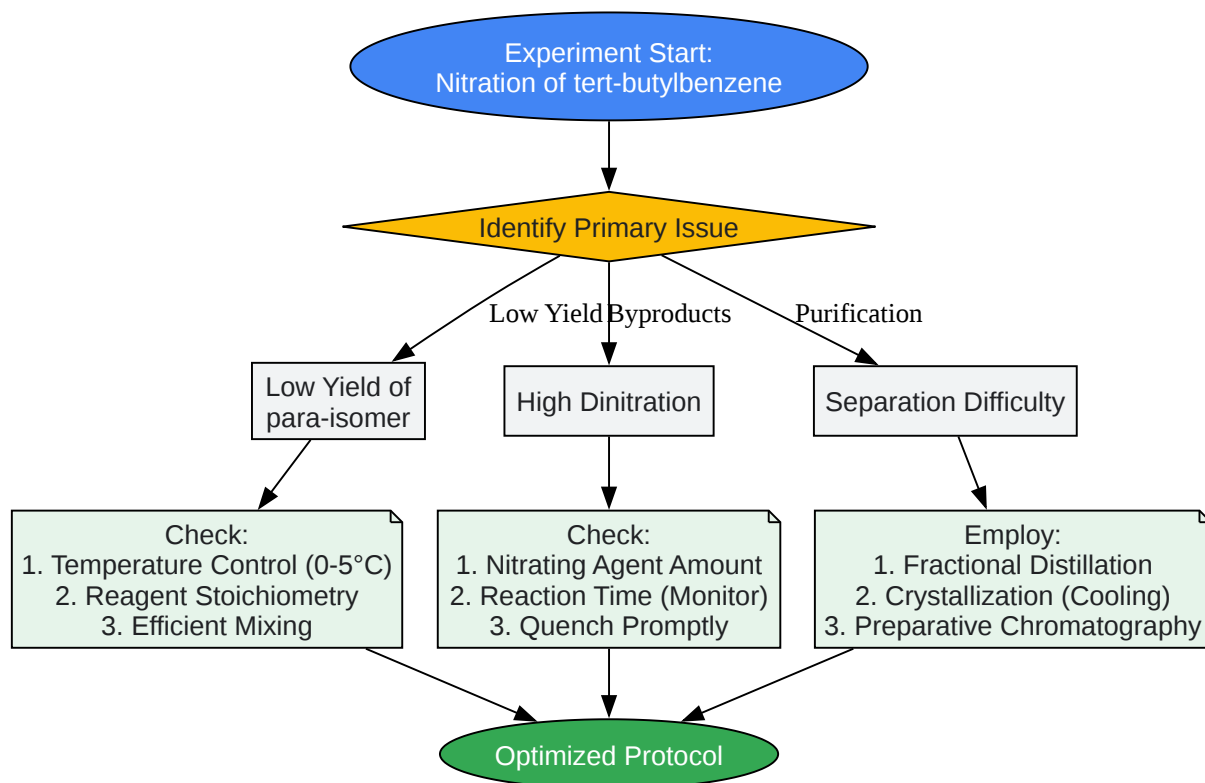 Experiment Start:
Nitration of tert-butylbenzene
Identify Primary Issue
Low Yield
Byproducts
Purification
Low Yield of
para-isomer
High Dinitration
Separation Difficulty
Check:
1. Temperature Control (0-5°C)
2. Reagent Stoichiometry
3. Efficient Mixing
Check:
1. Nitrating Agent Amount
2. Reaction Time (Monitor)
3. Quench Promptly
Employ:
1. Fractional Distillation
2. Crystallization (Cooling)
3. Preparative Chromatography
Optimized Protocol